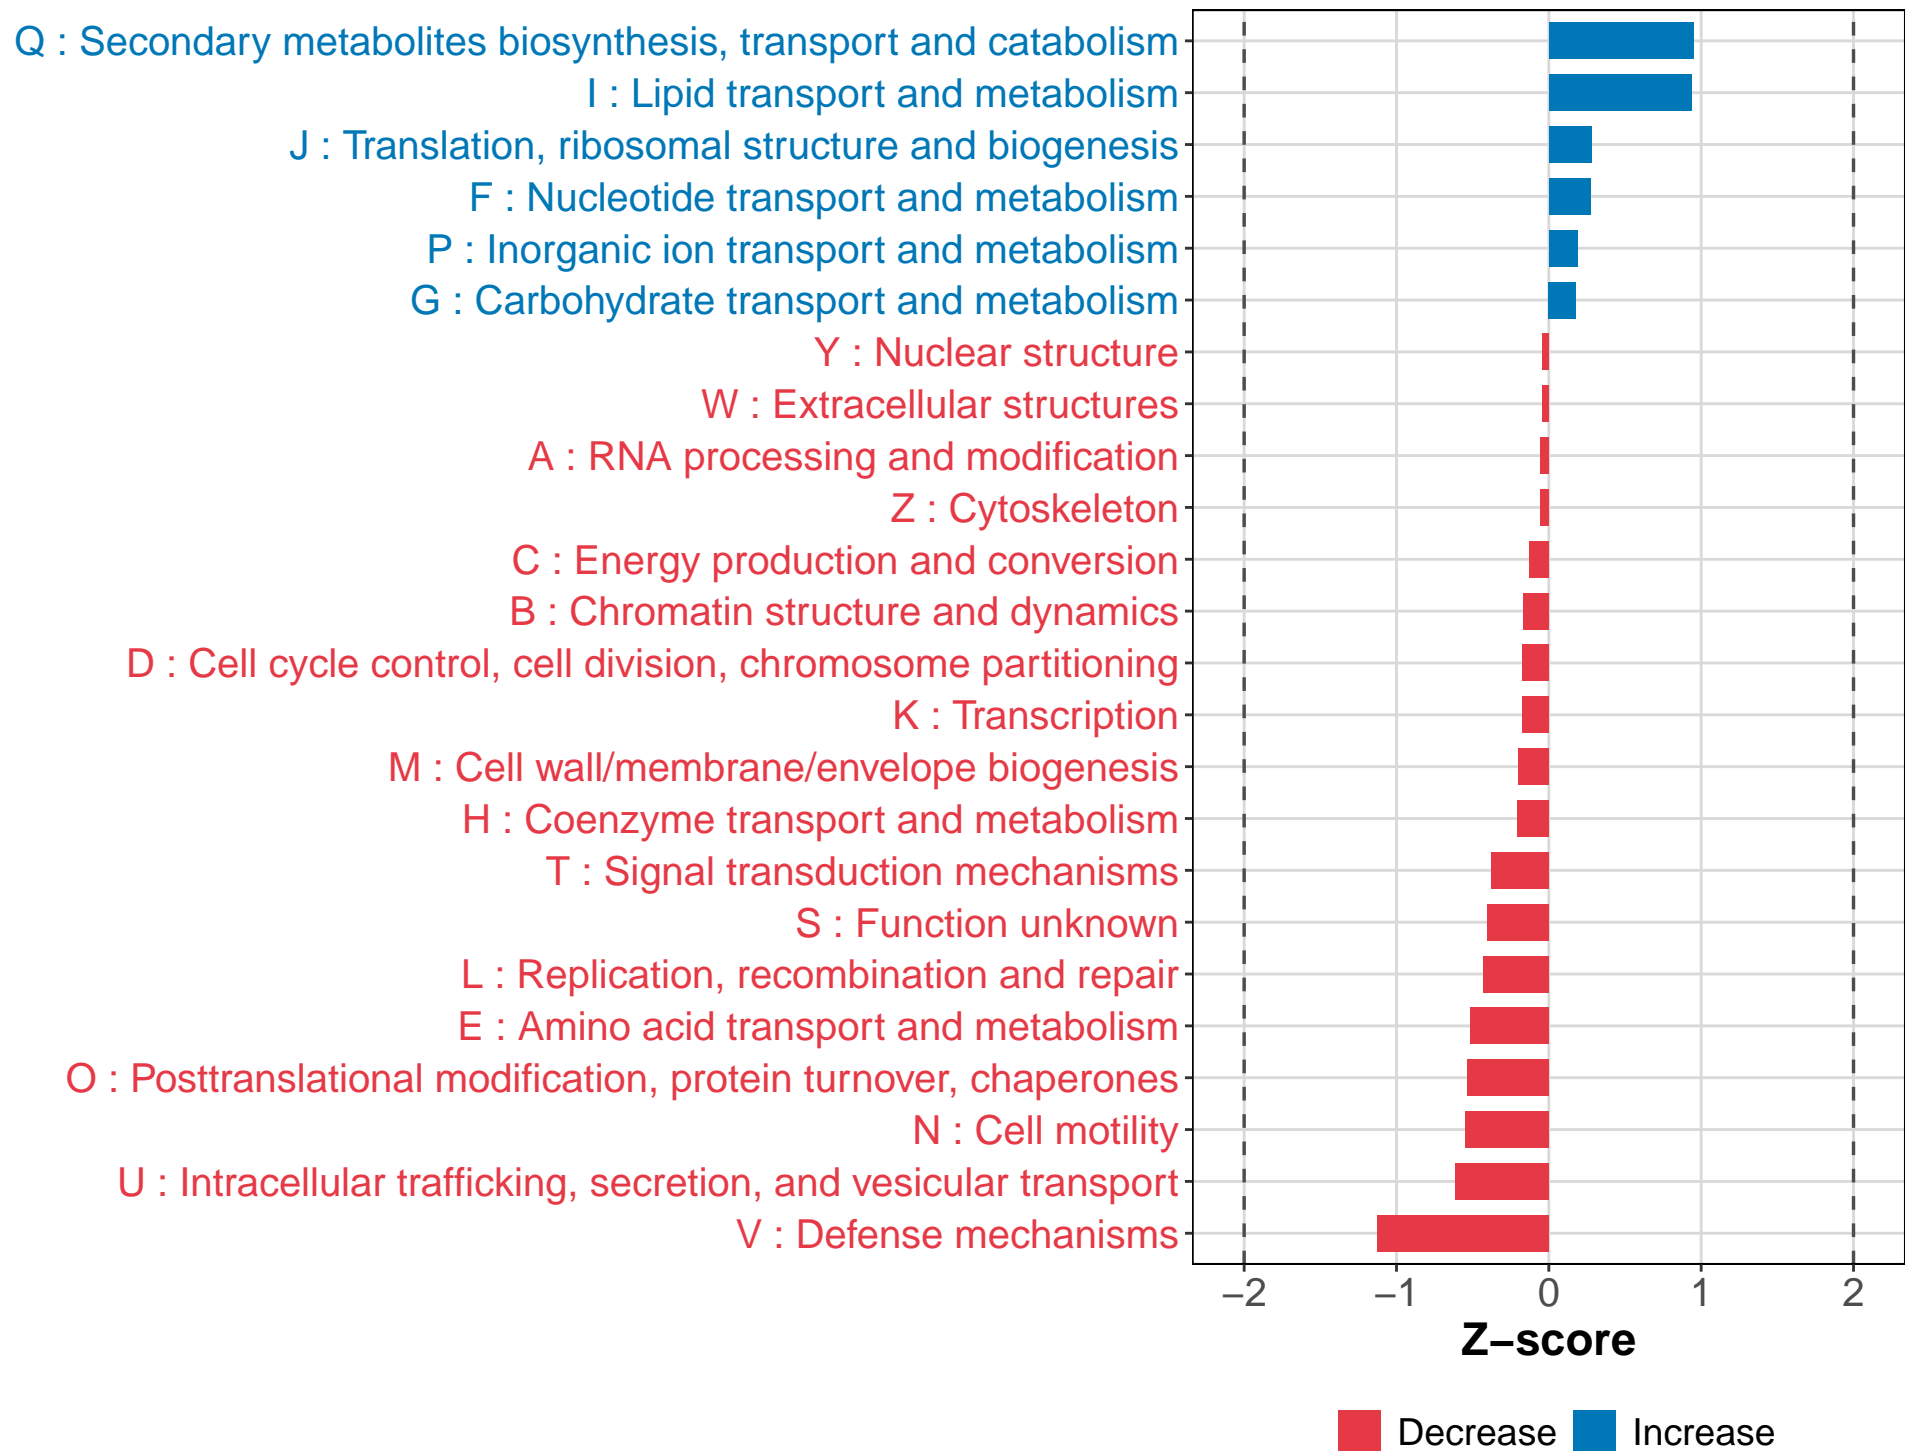 Q : Secondary metabolites biosynthesis, transport and catabolism
I : Lipid transport and metabolism
J : Translation, ribosomal structure and biogenesis
F : Nucleotide transport and metabolism
P : Inorganic ion transport and metabolism
G : Carbohydrate transport and metabolism
Y : Nuclear structure
W : Extracellular structures
A : RNA processing and modification
Z : Cytoskeleton
C : Energy production and conversion
B : Chromatin structure and dynamics
D : Cell cycle control, cell division, chromosome partitioning
K : Transcription
M : Cell wall/membrane/envelope biogenesis
H : Coenzyme transport and metabolism
T : Signal transduction mechanisms
S : Function unknown
L : Replication, recombination and repair
E : Amino acid transport and metabolism
O : Posttranslational modification, protein turnover, chaperones
N : Cell motility
U : Intracellular trafficking, secretion, and vesicular transport
V : Defense mechanisms
−2 −1 0 1 2
Z−score
Decrease Increase